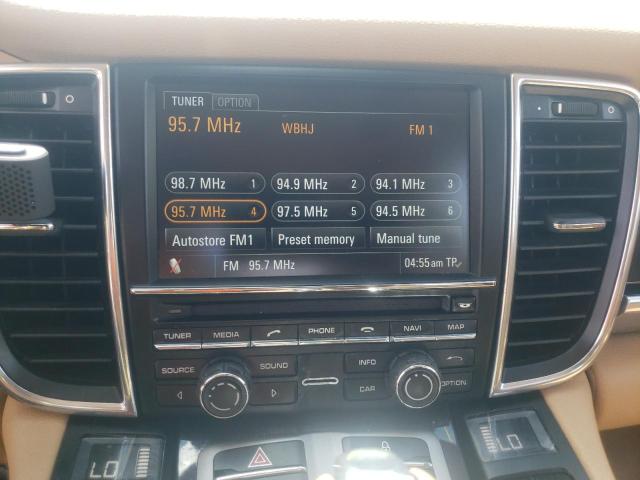 TUNER OPTION
95.7 MHz WBHJ FM 1
98.7 MHz 1 94.9 MHz 2 94.1 MHz 3
95.7 MHz 4 97.5 MHz 5 94.5 MHz 6
Autostore FM1 Preset memory Manual tune
FM 95.7 MHz 04:55 am TP
TUNER MEDIA PHONE NAVI MAP
SOURCE SOUND INFO
CAR OPTION
LO LO